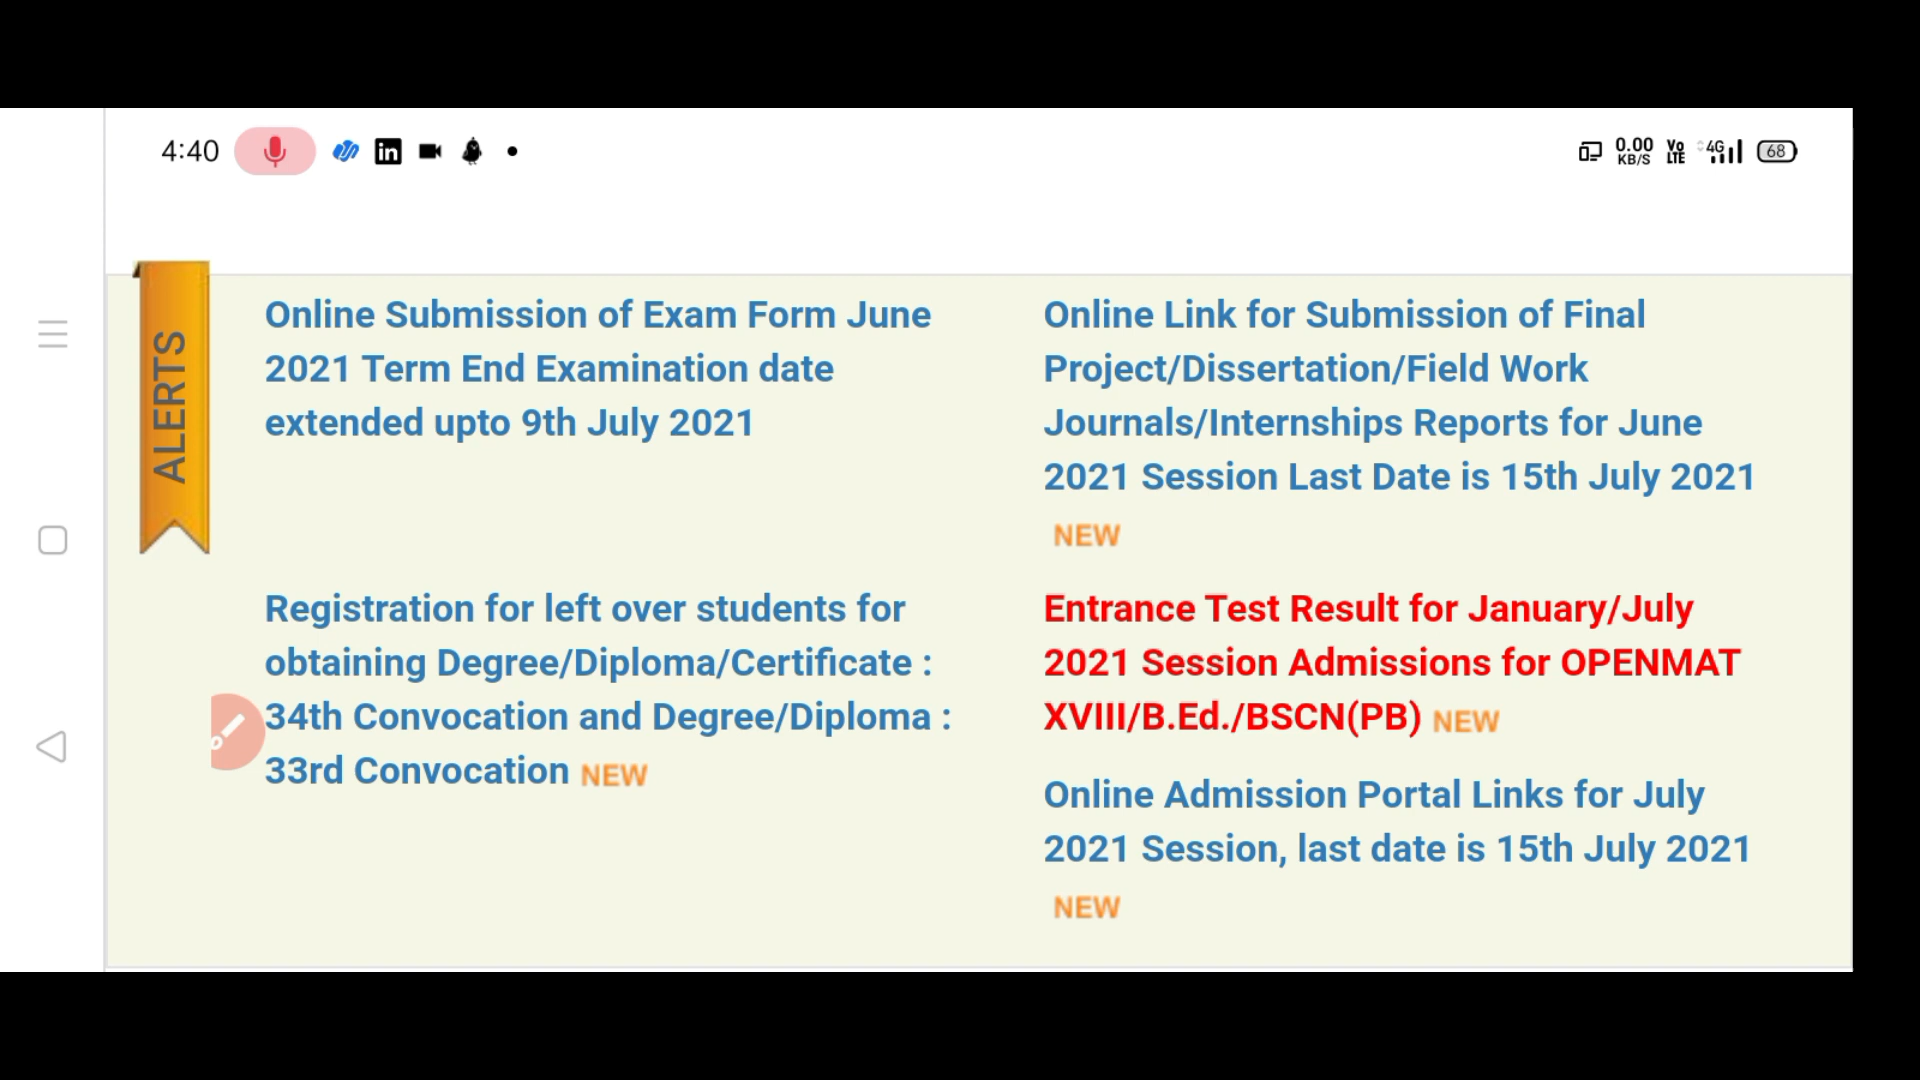 4:40
in
0.00
KB/S
Vo
LTE
4G
68
ALERTS
Online Submission of Exam Form June
2021 Term End Examination date
extended upto 9th July 2021
Online Link for Submission of Final
Project/Dissertation/Field Work
Journals/Internships Reports for June
2021 Session Last Date is 15th July 2021
NEW
Registration for left over students for
obtaining Degree/Diploma/Certificate :
34th Convocation and Degree/Diploma :
33rd Convocation NEW
Entrance Test Result for January/July
2021 Session Admissions for OPENMAT
XVIII/B.Ed./BSCN(PB) NEW
Online Admission Portal Links for July
2021 Session, last date is 15th July 2021
NEW